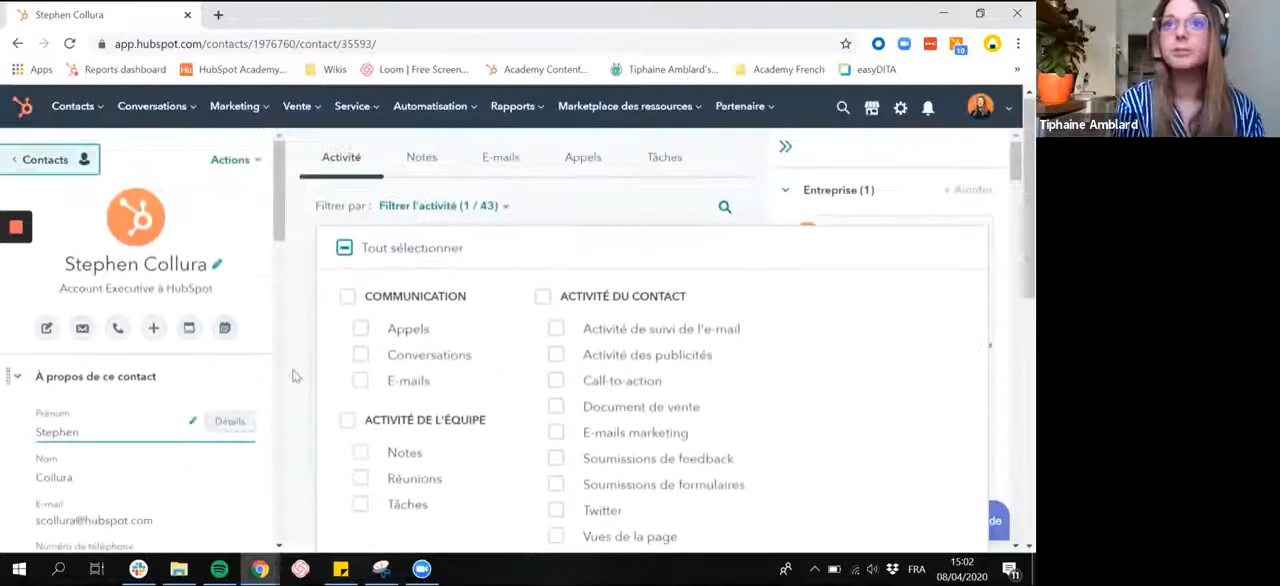 Stephen Collura
app.hubspot.com/contacts/1976760/contact/35593/
Apps
Reports dashboard
HubSpot Academy...
Wikis
Loom | Free Screen...
Academy Content...
Tiphaine Amblard's...
Academy French
easyDITA
»
10
Tiphaine Amblard
Contacts
Conversations
Marketing
Vente
Service
Automatisation
Rapports
Marketplace des ressources
Partenaire
Contacts
Actions
Stephen Collura
Account Executive à HubSpot
À propos de ce contact
Prénom
Stephen
Détails
Nom
Collura
E-mail
scollura@hubspot.com
Numéro de téléphone
Activité
Notes
E-mails
Appels
Tâches
Filtrer par :
Filtrer l'activité (1 / 43)
Entreprise (1)
+ Ajouter
Tout sélectionner
COMMUNICATION
Appels
Conversations
E-mails
ACTIVITÉ DE L'ÉQUIPE
Notes
Réunions
Tâches
ACTIVITÉ DU CONTACT
Activité de suivi de l'e-mail
Activité des publicités
Call-to-action
Document de vente
E-mails marketing
Soumissions de feedback
Soumissions de formulaires
Twitter
Vues de la page
de
FRA
15:02
08/04/2020
11